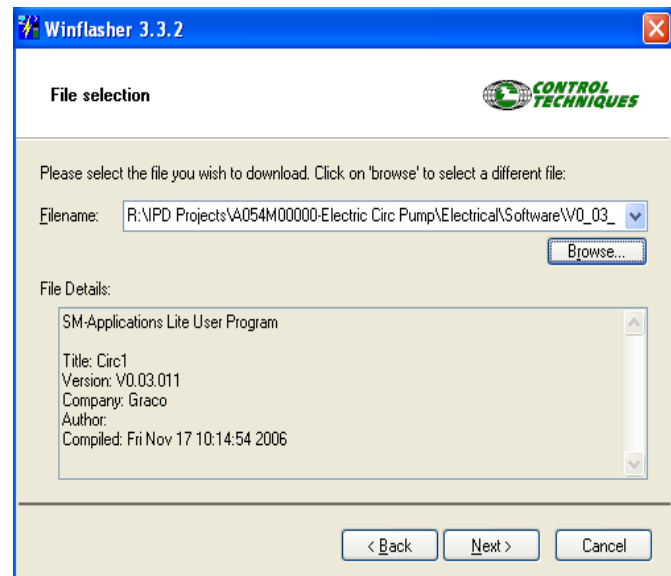 Winflasher 3.3.2
File selection
CONTROL
TECHNIQUES
Please select the file you wish to download. Click on 'browse' to select a different file:
Filename: R:\IPD Projects\A054M00000-Electric Circ Pump\Electrical\Software\V0_03_
Browse...
File Details:
SM-Applications Lite User Program
Title: Circ1
Version: V0.03.011
Company: Graco
Author:
Compiled: Fri Nov 17 10:14:54 2006
< Back Next > Cancel